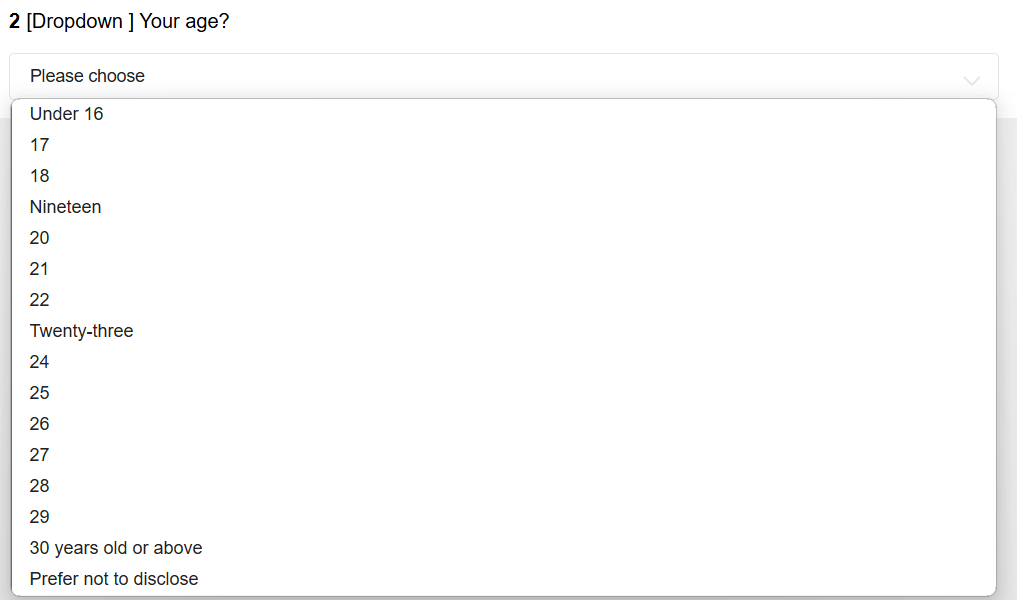 2 [Dropdown ] Your age?
Please choose
Under 16
17
18
Nineteen
20
21
22
Twenty-three
24
25
26
27
28
29
30 years old or above
Prefer not to disclose